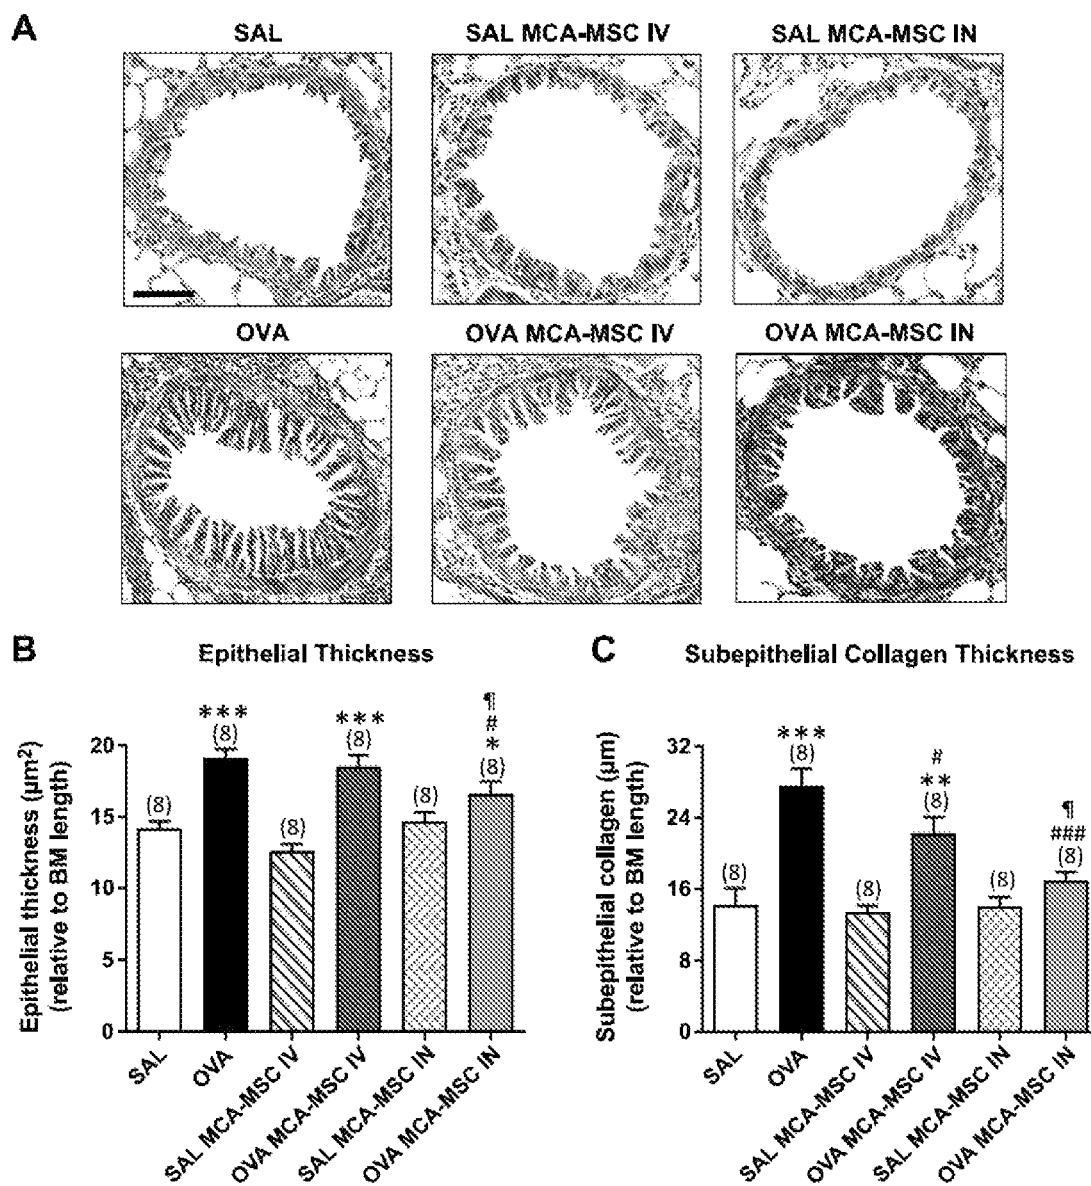 A
SAL
SAL MCA-MSC IV
SAL MCA-MSC IN
OVA
OVA MCA-MSC IV
OVA MCA-MSC IN
B
Epithelial Thickness
Epithelial thickness (µm²)
(relative to BM length)
20
15
10
5
0
(8)
***
(8)
(8)
***
(8)
(8)
¶
#
*
(8)
SAL
OVA
SAL MCA-MSC IV
OVA MCA-MSC IV
SAL MCA-MSC IN
OVA MCA-MSC IN
C
Subepithelial Collagen Thickness
Subepithelial collagen (µm)
(relative to BM length)
32
24
16
8
0
(8)
***
(8)
(8)
#
**
(8)
(8)
¶
###
(8)
SAL
OVA
SAL MCA-MSC IV
OVA MCA-MSC IV
SAL MCA-MSC IN
OVA MCA-MSC IN